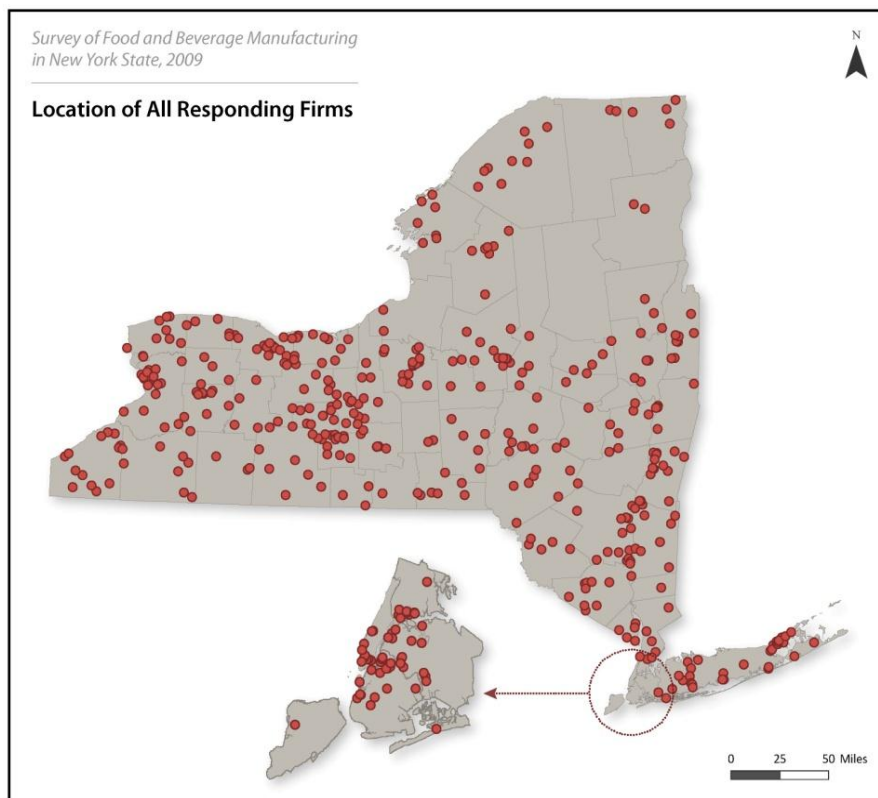 Survey of Food and Beverage Manufacturing
in New York State, 2009
N
Location of All Responding Firms
0 25 50 Miles